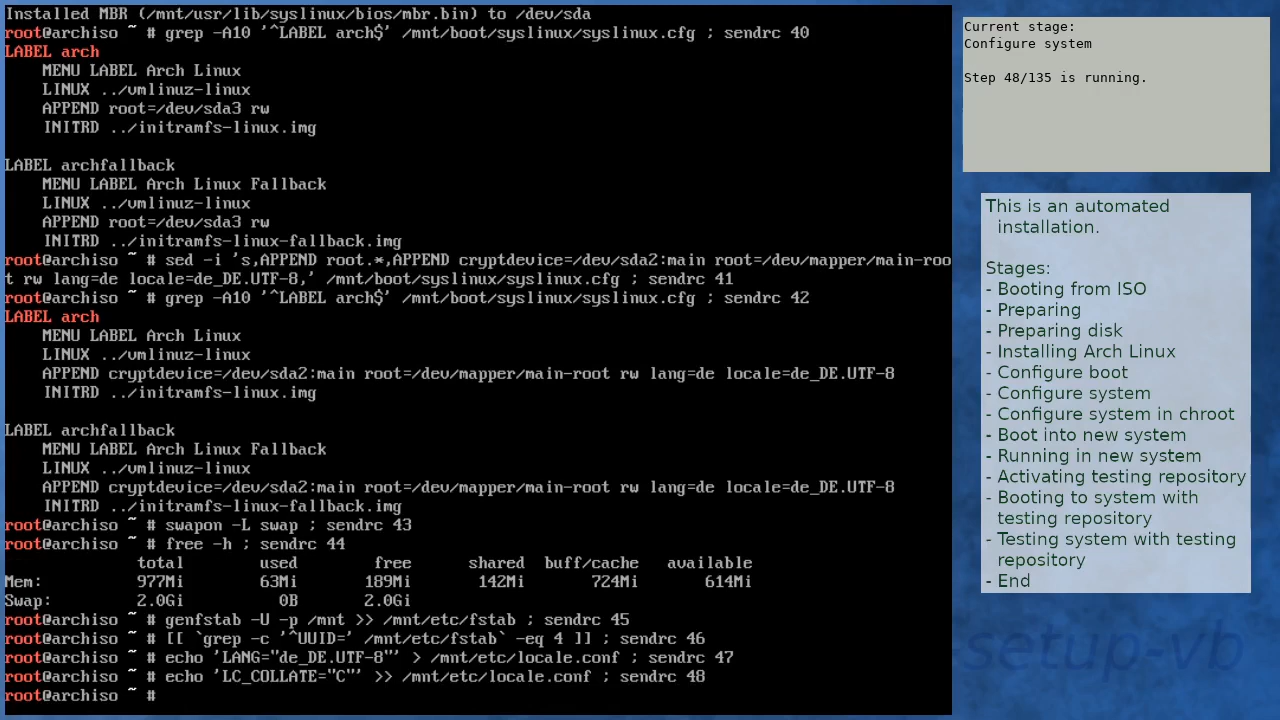 Installed MBR (/mnt/usr/lib/syslinux/bios/mbr.bin) to /dev/sda
root@archiso ~ # grep -A10 '^LABEL arch$' /mnt/boot/syslinux/syslinux.cfg ; sendrc 40
LABEL arch
    MENU LABEL Arch Linux
    LINUX ../vmlinuz-linux
    APPEND root=/dev/sda3 rw
    INITRD ../initramfs-linux.img

LABEL archfallback
    MENU LABEL Arch Linux Fallback
    LINUX ../vmlinuz-linux
    APPEND root=/dev/sda3 rw
    INITRD ../initramfs-linux-fallback.img
root@archiso ~ # sed -i 's,APPEND root.*,APPEND cryptdevice=/dev/sda2:main root=/dev/mapper/main-roo
t rw lang=de locale=de_DE.UTF-8,' /mnt/boot/syslinux/syslinux.cfg ; sendrc 41
root@archiso ~ # grep -A10 '^LABEL arch$' /mnt/boot/syslinux/syslinux.cfg ; sendrc 42
LABEL arch
    MENU LABEL Arch Linux
    LINUX ../vmlinuz-linux
    APPEND cryptdevice=/dev/sda2:main root=/dev/mapper/main-root rw lang=de locale=de_DE.UTF-8
    INITRD ../initramfs-linux.img

LABEL archfallback
    MENU LABEL Arch Linux Fallback
    LINUX ../vmlinuz-linux
    APPEND cryptdevice=/dev/sda2:main root=/dev/mapper/main-root rw lang=de locale=de_DE.UTF-8
    INITRD ../initramfs-linux-fallback.img
root@archiso ~ # swapon -L swap ; sendrc 43
root@archiso ~ # free -h ; sendrc 44
              total        used        free      shared  buff/cache   available
Mem:          977Mi        63Mi       189Mi       142Mi       724Mi       614Mi
Swap:         2.0Gi          0B       2.0Gi
root@archiso ~ # genfstab -U -p /mnt >> /mnt/etc/fstab ; sendrc 45
root@archiso ~ # [[ `grep -c '^UUID=' /mnt/etc/fstab` -eq 4 ]] ; sendrc 46
root@archiso ~ # echo 'LANG="de_DE.UTF-8"' > /mnt/etc/locale.conf ; sendrc 47
root@archiso ~ # echo 'LC_COLLATE="C"' >> /mnt/etc/locale.conf ; sendrc 48
root@archiso ~ #
Current stage:
Configure system

Step 48/135 is running.
This is an automated
installation.

Stages:
- Booting from ISO
- Preparing
- Preparing disk
- Installing Arch Linux
- Configure boot
- Configure system
- Configure system in chroot
- Boot into new system
- Running in new system
- Activating testing repository
- Booting to system with
testing repository
- Testing system with testing
repository
- End
setup-vb